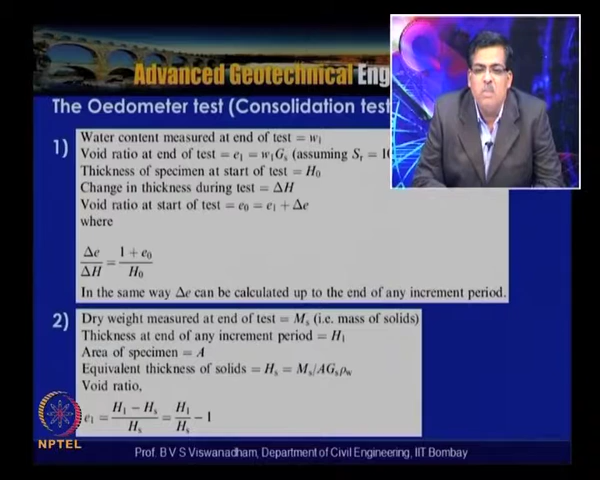 Advanced Geotechnical Eng
The Oedometer test (Consolidation test
1)
Water content measured at end of test = w₁
Void ratio at end of test = e₁ = w₁Gₛ (assuming Sᵣ = 1
Thickness of specimen at start of test = H₀
Change in thickness during test = ΔH
Void ratio at start of test = e₀ = e₁ + Δe
where
Δe/ΔH = (1 + e₀)/H₀
In the same way Δe can be calculated up to the end of any increment period.
2)
Dry weight measured at end of test = Mₛ (i.e. mass of solids)
Thickness at end of any increment period = H₁
Area of specimen = A
Equivalent thickness of solids = Hₛ = Mₛ/AGₛρw
Void ratio,
e₁ = (H₁ − Hₛ)/Hₛ = H₁/Hₛ − 1
NPTEL
Prof. B V S Viswanadham, Department of Civil Engineering, IIT Bombay